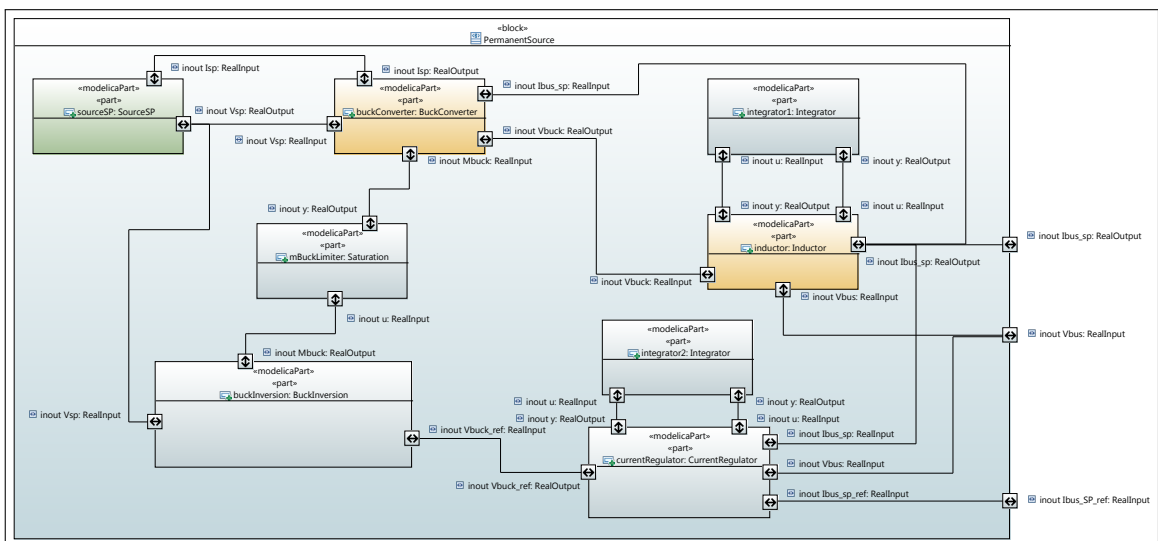 «block»
PermanentSource
inout Isp: RealInput
inout Isp: RealOutput
«modelicaPart»
«part»
sourceSP: SourceSP
inout Vsp: RealOutput
«modelicaPart»
«part»
buckConverter: BuckConverter
inout Ibus_sp: RealInput
inout Vsp: RealInput
inout Vbuck: RealOutput
inout Mbuck: RealInput
«modelicaPart»
«part»
integrator1: Integrator
inout u: RealInput
inout y: RealOutput
inout y: RealOutput
inout y: RealOutput
inout u: RealInput
«modelicaPart»
«part»
mBuckLimiter: Saturation
«modelicaPart»
«part»
inductor: Inductor
inout Ibus_sp: RealOutput
inout Ibus_sp: RealOutput
inout Vbuck: RealInput
inout Vbus: RealInput
inout u: RealInput
inout Vbus: RealInput
«modelicaPart»
«part»
integrator2: Integrator
inout Mbuck: RealOutput
«modelicaPart»
«part»
buckInversion: BuckInversion
inout u: RealInput
inout y: RealOutput
inout Vsp: RealInput
inout y: RealOutput
inout u: RealInput
inout Vbuck_ref: RealInput
«modelicaPart»
«part»
currentRegulator: CurrentRegulator
inout Ibus_sp: RealInput
inout Vbus: RealInput
inout Vbuck_ref: RealOutput
inout Ibus_sp_ref: RealInput
inout Ibus_SP_ref: RealInput